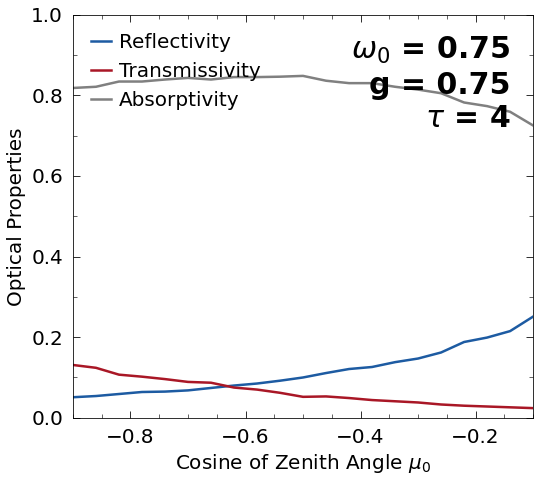 1.0
0.8
0.6
0.4
0.2
0.0
Optical Properties
Reflectivity
Transmissivity
Absorptivity
ω₀ = 0.75
g = 0.75
τ = 4
−0.8
−0.6
−0.4
−0.2
Cosine of Zenith Angle μ₀